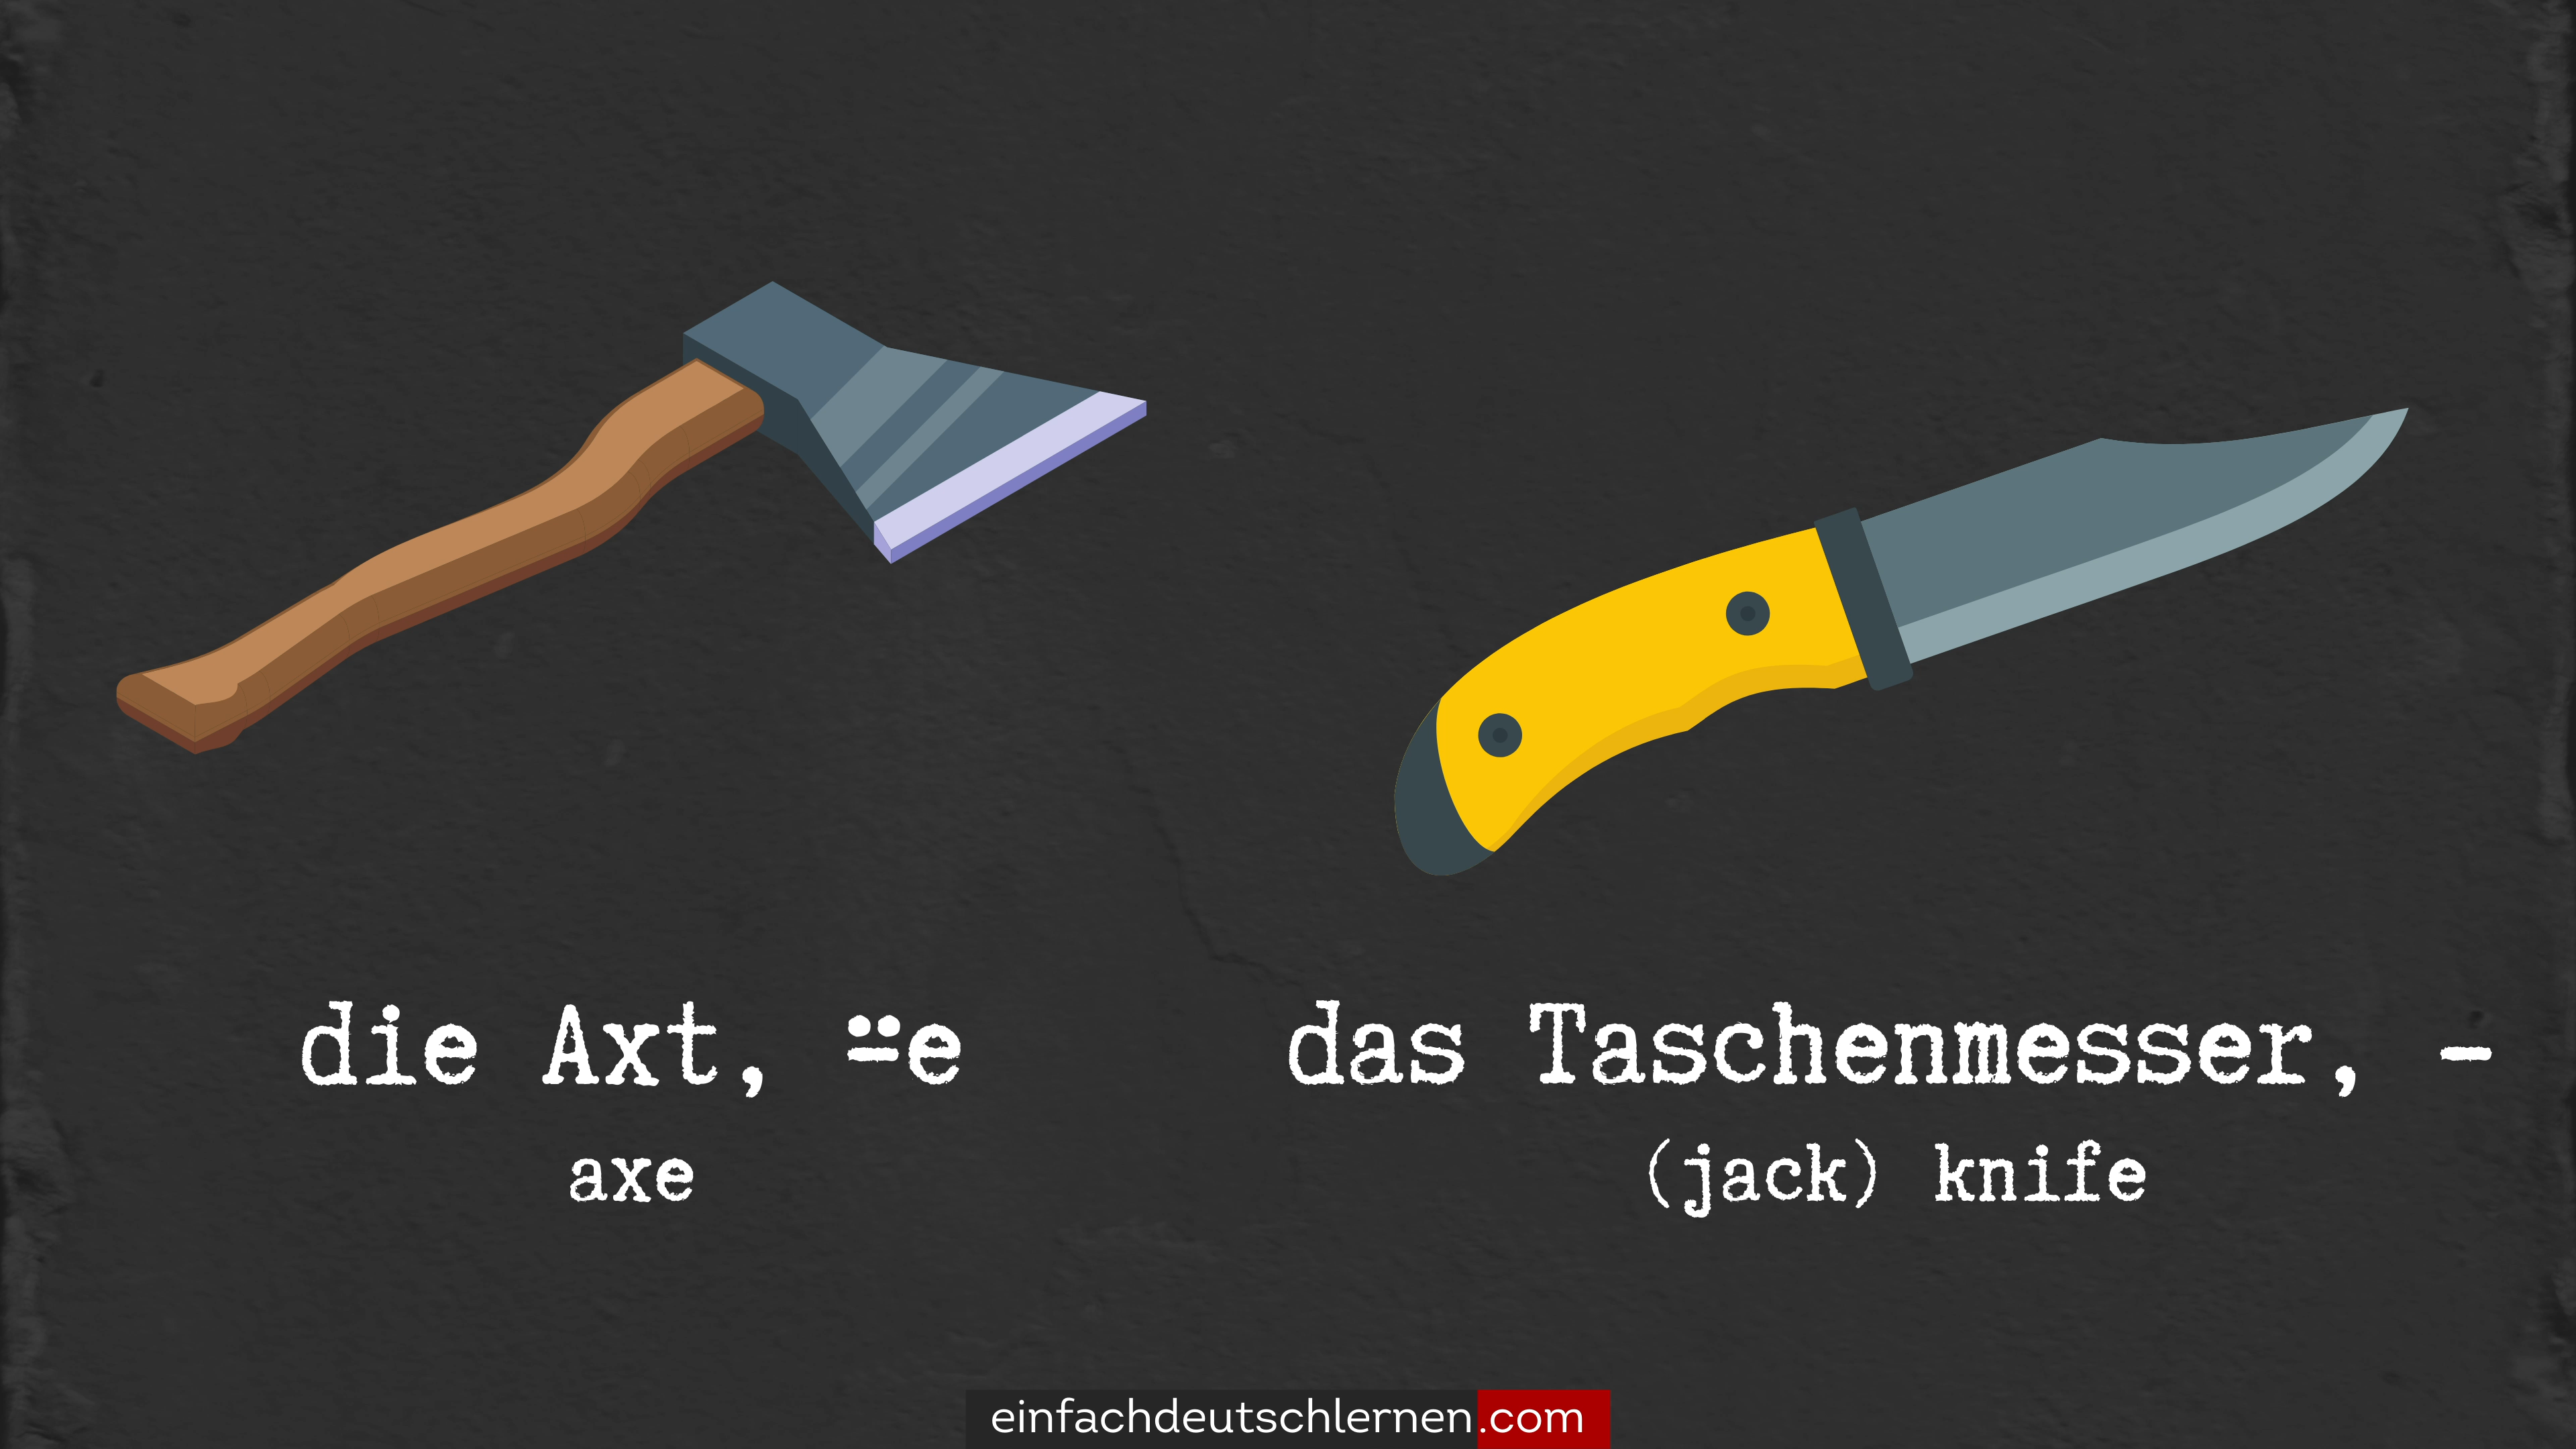 die Axt, ⸚e
axe
das Taschenmesser, -
(jack) knife
einfachdeutschlernen.com